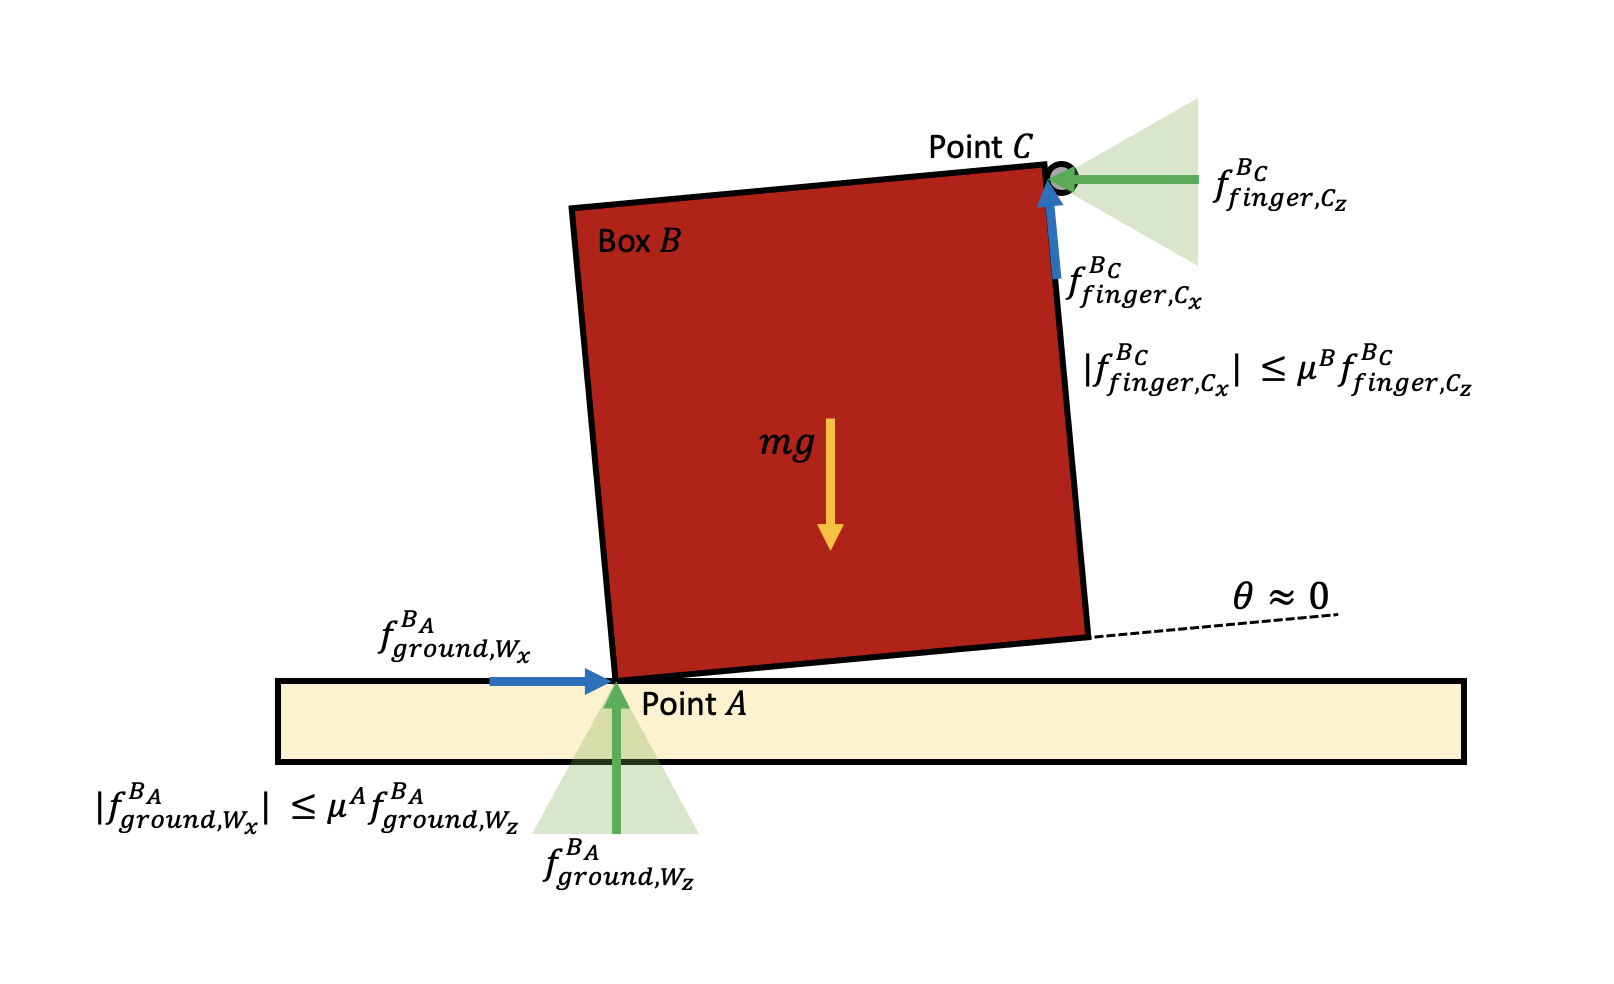 Point C
f^{B_C}_{finger,C_z}
Box B
f^{B_C}_{finger,C_x}
|f^{B_C}_{finger,C_x}| ≤ μ^B f^{B_C}_{finger,C_z}
mg
θ ≈ 0
f^{B_A}_{ground,W_x}
Point A
|f^{B_A}_{ground,W_x}| ≤ μ^A f^{B_A}_{ground,W_z}
f^{B_A}_{ground,W_z}